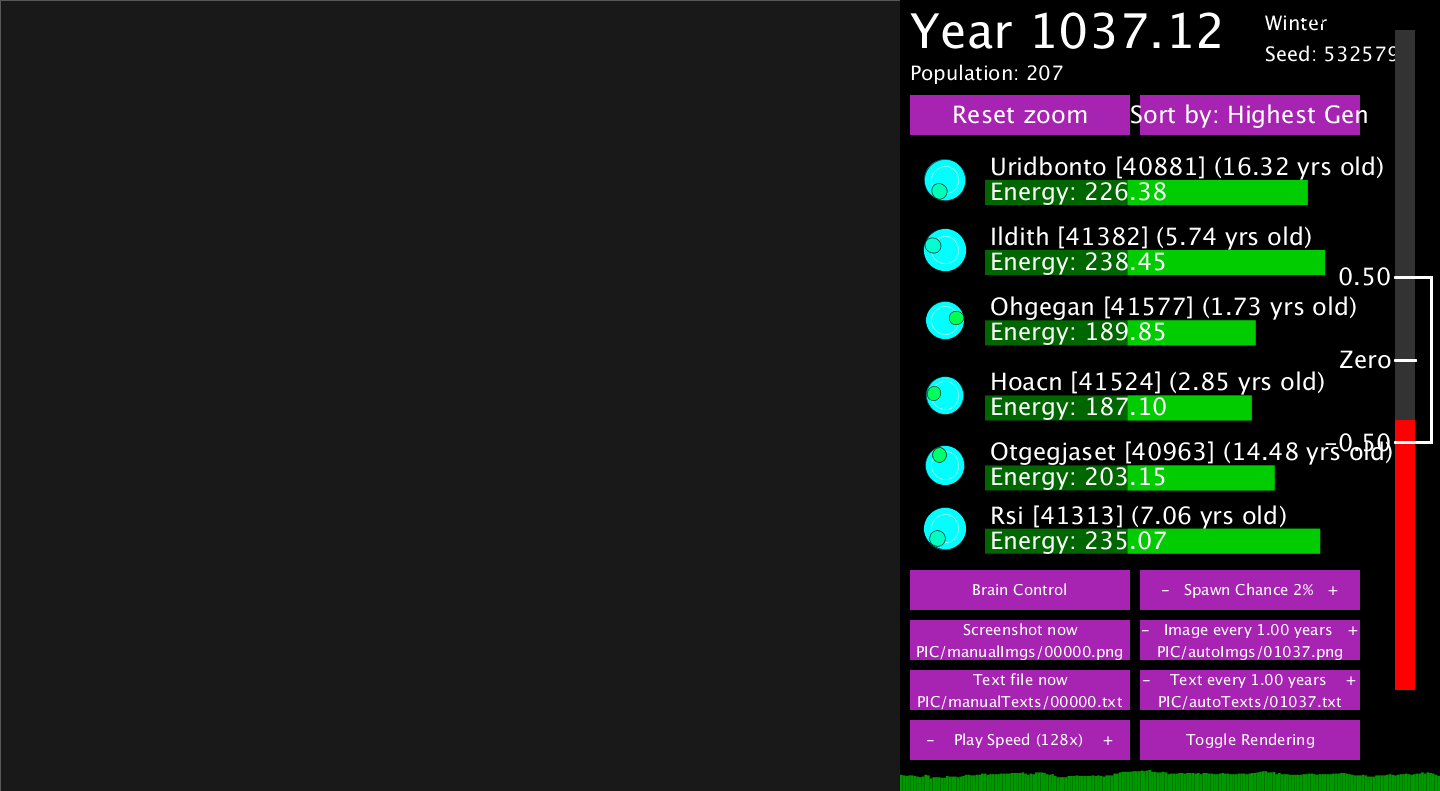 Year 1037.12
Winter
Seed: 532579
Population: 207
Reset zoom
Sort by: Highest Gen
Uridbonto [40881] (16.32 yrs old)
Energy: 226.38
Ildith [41382] (5.74 yrs old)
Energy: 238.45
0.50
Ohgegan [41577] (1.73 yrs old)
Energy: 189.85
Zero
Hoacn [41524] (2.85 yrs old)
Energy: 187.10
-0.50
Otgegjaset [40963] (14.48 yrs old)
Energy: 203.15
Rsi [41313] (7.06 yrs old)
Energy: 235.07
Brain Control
- Spawn Chance 2% +
Screenshot now
PIC/manualImgs/00000.png
- Image every 1.00 years +
PIC/autoImgs/01037.png
Text file now
PIC/manualTexts/00000.txt
- Text every 1.00 years +
PIC/autoTexts/01037.txt
- Play Speed (128x) +
Toggle Rendering